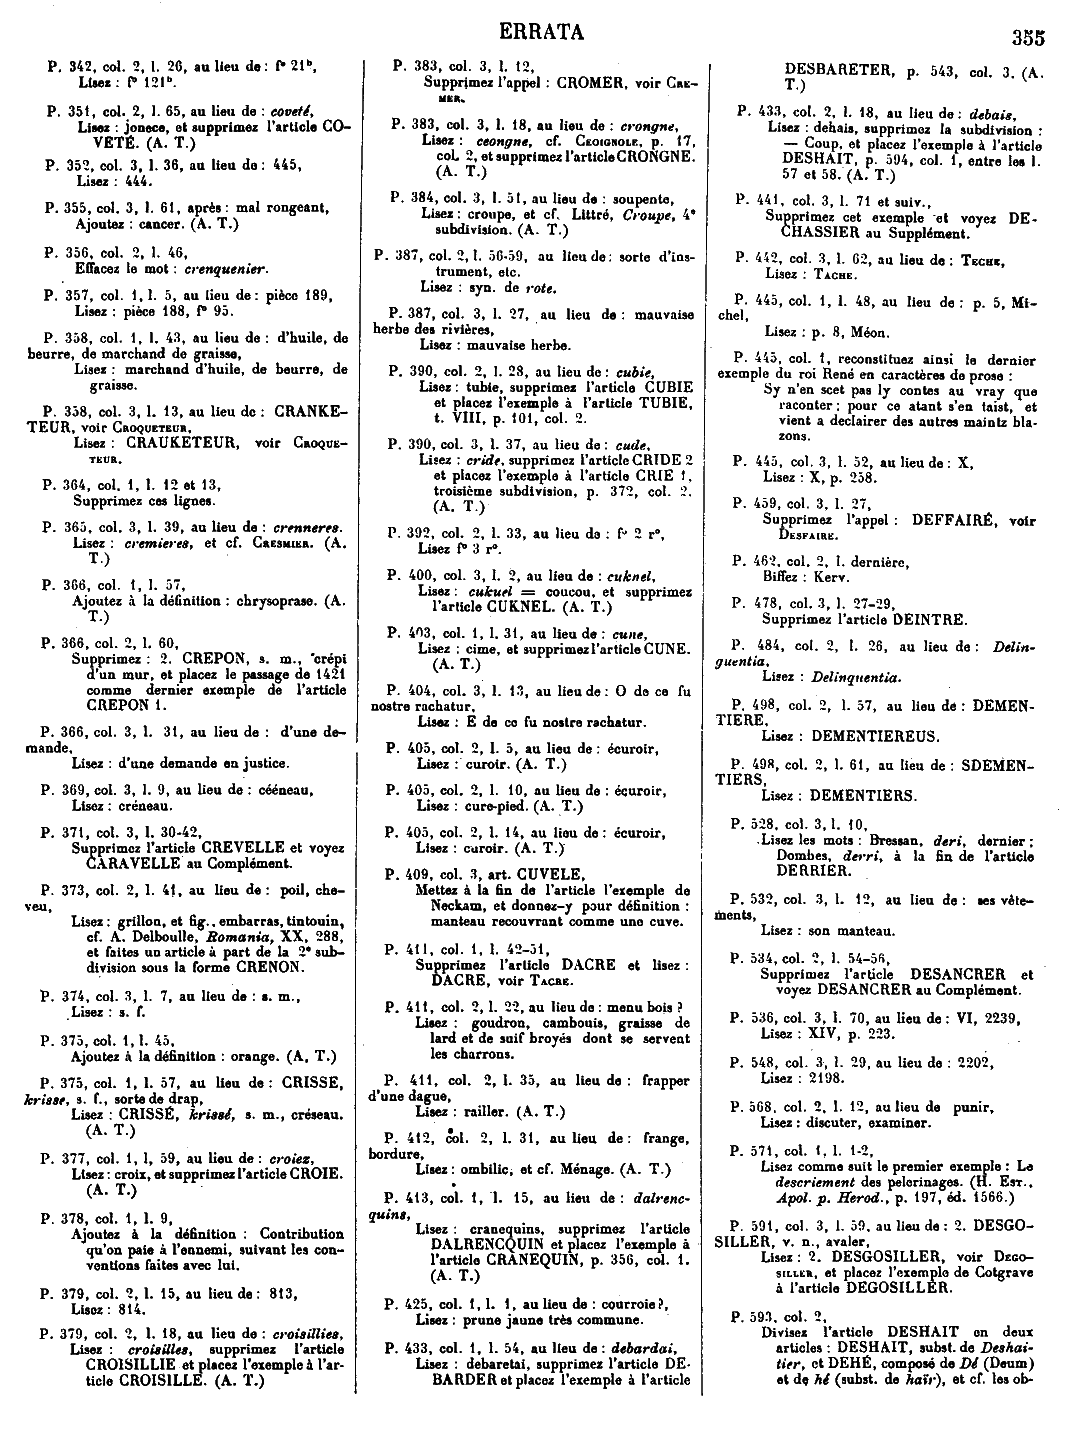 ERRATA
355
P. 342, col. 2, l. 26, au lieu de : f° 21ᵇ,
Lisez : f° 121ᵇ.
P. 351, col. 2, l. 65, au lieu de : coveté,
Lisez : jonece, et supprimez l'article CO-
VETÉ. (A. T.)
P. 352, col. 3, l. 36, au lieu de : 445,
Lisez : 444.
P. 355, col. 3, l. 61, après : mal rongeant,
Ajoutez : cancer. (A. T.)
P. 356, col. 2, l. 46,
Effacez le mot : crenquenier.
P. 357, col. 1, l. 5, au lieu de : pièce 189,
Lisez : pièce 188, f° 95.
P. 358, col. 1, l. 43, au lieu de : d'huile, de
beurre, de marchand de graisse,
Lisez : marchand d'huile, de beurre, de
graisse.
P. 358, col. 3, l. 13, au lieu de : CRANKE-
TEUR, voir CROQUETEUR,
Lisez : CRAUKETEUR, voir CROQUE-
TEUR.
P. 364, col. 1, l. 12 et 13,
Supprimez ces lignes.
P. 365, col. 3, l. 39, au lieu de : crenneres.
Lisez : cremieres, et cf. CRESMIER. (A.
T.)
P. 366, col. 1, l. 57,
Ajoutez à la définition : chrysoprase. (A.
T.)
P. 366, col. 2, l. 60,
Supprimez : 2. CREPON, s. m., crépi
d'un mur, et placez le passage de 1421
comme dernier exemple de l'article
CREPON 1.
P. 366, col. 3, l. 31, au lieu de : d'une de-
mande,
Lisez : d'une demande en justice.
P. 369, col. 3, l. 9, au lieu de : cééneau,
Lisez : créneau.
P. 371, col. 3, l. 30-42,
Supprimez l'article CREVELLE et voyez
CARAVELLE au Complément.
P. 373, col. 2, l. 41, au lieu de : poil, che-
veu,
Lisez : grillon, et fig., embarras, tintouin,
cf. A. Delboulle, Romania, XX, 288,
et faites un article à part de la 2ᵉ sub-
division sous la forme CRENON.
P. 374, col. 3, l. 7, au lieu de : s. m.,
Lisez : s. f.
P. 375, col. 1, l. 45,
Ajoutez à la définition : orange. (A. T.)
P. 375, col. 1, l. 57, au lieu de : CRISSE,
krisse, s. f., sorte de drap,
Lisez : CRISSÉ, krissé, s. m., créseau.
(A. T.)
P. 377, col. 1, l, 59, au lieu de : croiez,
Lisez : croix, et supprimez l'article CROIE.
(A. T.)
P. 378, col. 1, l. 9,
Ajoutez à la définition : Contribution
qu'on paie à l'ennemi, suivant les con-
ventions faites avec lui.
P. 379, col. 2, l. 15, au lieu de : 813,
Lisez : 814.
P. 379, col. 2, l. 18, au lieu de : croisillies,
Lisez : croisilles, supprimez l'article
CROISILLIE et placez l'exemple à l'ar-
ticle CROISILLE. (A. T.)
P. 383, col. 3, l. 12,
Supprimez l'appel : CROMER, voir CRE-
MER.
P. 383, col. 3, l. 18, au lieu de : crongne,
Lisez : ceongne, cf. CEOIGNOLE, p. 17,
col. 2, et supprimez l'article CRONGNE.
(A. T.)
P. 384, col. 3, l. 51, au lieu de : soupente,
Lisez : croupe, et cf. Littré, Croupe, 4ᵉ
subdivision. (A. T.)
P. 387, col. 2, l. 56-59, au lieu de : sorte d'ins-
trument, etc.
Lisez : syn. de rote.
P. 387, col. 3, l. 27, au lieu de : mauvaise
herbe des rivières,
Lisez : mauvaise herbe.
P. 390, col. 2, l. 28, au lieu de : cubie,
Lisez : tubie, supprimez l'article CUBIE
et placez l'exemple à l'article TUBIE,
t. VIII, p. 101, col. 2.
P. 390, col. 3, l. 37, au lieu de : cude,
Lisez : cride, supprimez l'article CRIDE 2
et placez l'exemple à l'article CRIE 1,
troisième subdivision, p. 372, col. 2.
(A. T.)
P. 392, col. 2, l. 33, au lieu de : f° 2 r°,
Lisez f° 3 r°.
P. 400, col. 3, l. 2, au lieu de : cuknel,
Lisez : cukuel = coucou, et supprimez
l'article CUKNEL. (A. T.)
P. 403, col. 1, l. 31, au lieu de : cune,
Lisez : cime, et supprimez l'article CUNE.
(A. T.)
P. 404, col. 3, l. 13, au lieu de : O de ce fu
nostre rachatur,
Lisez : E de ce fu nostre rachatur.
P. 405, col. 2, l. 5, au lieu de : écuroir,
Lisez : curoir. (A. T.)
P. 405, col. 2, l. 10, au lieu de : écuroir,
Lisez : cure-pied. (A. T.)
P. 405, col. 2, l. 14, au lieu de : écuroir,
Lisez : curoir. (A. T.)
P. 409, col. 3, art. CUVELE,
Mettez à la fin de l'article l'exemple de
Neckam, et donnez-y pour définition :
manteau recouvrant comme une cuve.
P. 411, col. 1, l. 42-51,
Supprimez l'article DACRE et lisez :
DACRE, voir TACRE.
P. 411, col. 2, l. 22, au lieu de : menu bois ?
Lisez : goudron, cambouis, graisse de
lard et de suif broyés dont se servent
les charrons.
P. 411, col. 2, l. 35, au lieu de : frapper
d'une dague,
Lisez : railler. (A. T.)
P. 412, col. 2, l. 31, au lieu de : frange,
bordure,
Lisez : ombilic, et cf. Ménage. (A. T.)
P. 413, col. 1, l. 15, au lieu de : dalrenc-
quins,
Lisez : cranequins, supprimez l'article
DALRENCQUIN et placez l'exemple à
l'article CRANEQUIN, p. 356, col. 1.
(A. T.)
P. 425, col. 1, l. 1, au lieu de : courroie ?,
Lisez : prune jaune très commune.
P. 433, col. 1, l. 54, au lieu de : debardai,
Lisez : debaretai, supprimez l'article DE-
BARDER et placez l'exemple à l'article
DESBARETER, p. 543, col. 3. (A.
T.)
P. 433, col. 2, l. 18, au lieu de : debais,
Lisez : dehais, supprimez la subdivision :
— Coup, et placez l'exemple à l'article
DESHAIT, p. 594, col. 1, entre les l.
57 et 58. (A. T.)
P. 441, col. 3, l. 71 et suiv.,
Supprimez cet exemple et voyez DE-
CHASSIER au Supplément.
P. 442, col. 3, l. 62, au lieu de : TECHE,
Lisez : TACHE.
P. 445, col. 1, l. 48, au lieu de : p. 5, Mi-
chel,
Lisez : p. 8, Méon.
P. 445, col. 1, reconstituez ainsi le dernier
exemple du roi René en caractères de prose :
Sy n'en scet pas ly contes au vray que
raconter ; pour ce atant s'en taist, et
vient a declairer des autres maintz bla-
zons.
P. 445, col. 3, l. 52, au lieu de : X,
Lisez : X, p. 258.
P. 459, col. 3, l. 27,
Supprimez l'appel : DEFFAIRÉ, voir
DESFAIRE.
P. 462, col. 2, l. dernière,
Biffez : Kerv.
P. 478, col. 3, l. 27-29,
Supprimez l'article DEINTRE.
P. 484, col. 2, l. 26, au lieu de : Delin-
guentia,
Lisez : Delinquentia.
P. 498, col. 2, l. 57, au lieu de : DEMEN-
TIERE,
Lisez : DEMENTIEREUS.
P. 498, col. 2, l. 61, au lieu de : SDEMEN-
TIERS,
Lisez : DEMENTIERS.
P. 528, col. 3, l. 10,
Lisez les mots : Bressan, deri, dernier ;
Dombes, derri, à la fin de l'article
DERRIER.
P. 532, col. 3, l. 12, au lieu de : ses vête-
ments,
Lisez : son manteau.
P. 534, col. 2, l. 54-56,
Supprimez l'article DESANCRER et
voyez DESANCRER au Complément.
P. 536, col. 3, l. 70, au lieu de : VI, 2239,
Lisez : XIV, p. 223.
P. 548, col. 3, l. 29, au lieu de : 2202,
Lisez : 2198.
P. 568, col. 2, l. 12, au lieu de punir,
Lisez : discuter, examiner.
P. 571, col. 1, l. 1-2,
Lisez comme suit le premier exemple : Le
descriement des pelerinages. (H. EST.,
Apol. p. Herod., p. 197, éd. 1566.)
P. 591, col. 3, l. 59, au lieu de : 2. DESGO-
SILLER, v. n., avaler,
Lisez : 2. DESGOSILLER, voir DEGO-
SILLER, et placez l'exemple de Cotgrave
à l'article DEGOSILLER.
P. 593, col. 2,
Divisez l'article DESHAIT en deux
articles : DESHAIT, subst. de Deshai-
tier, et DEHÉ, composé de Dé (Deum)
et de hé (subst. de haïr), et cf. les ob-